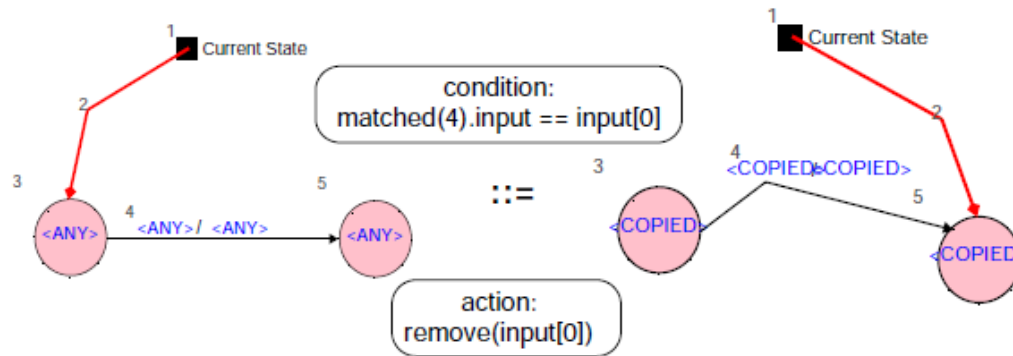 1
Current State
2
3
<ANY>
4
<ANY> / <ANY>
5
<ANY>
condition:
matched(4).input == input[0]
::=
action:
remove(input[0])
1
Current State
2
3
<COPIED>
4
<COPIED>/<COPIED>
5
<COPIED>